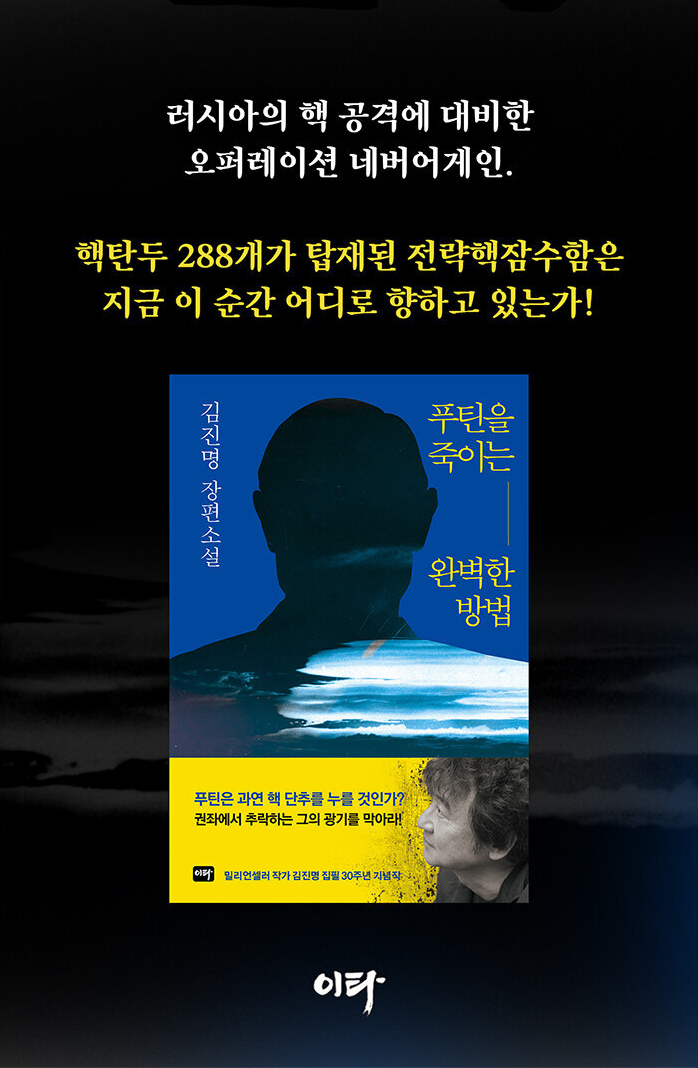 러시아의 핵 공격에 대비한
오퍼레이션 네버어게인.
핵탄두 288개가 탑재된 전략핵잠수함은
지금 이 순간 어디로 향하고 있는가!
김진명 장편소설
푸틴을
죽이는
완벽한
방법
푸틴은 과연 핵 단추를 누를 것인가?
권좌에서 추락하는 그의 광기를 막아라!
이타
밀리언셀러 작가 김진명 집필 30주년 기념작
이타